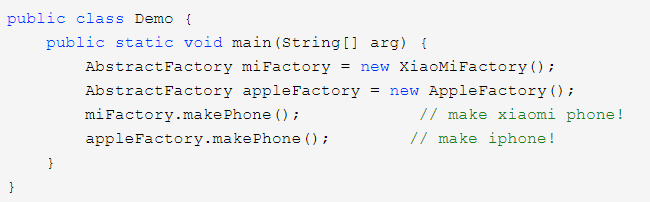 public class Demo {
    public static void main(String[] arg) {
        AbstractFactory miFactory = new XiaoMiFactory();
        AbstractFactory appleFactory = new AppleFactory();
        miFactory.makePhone();            // make xiaomi phone!
        appleFactory.makePhone();        // make iphone!
    }
}